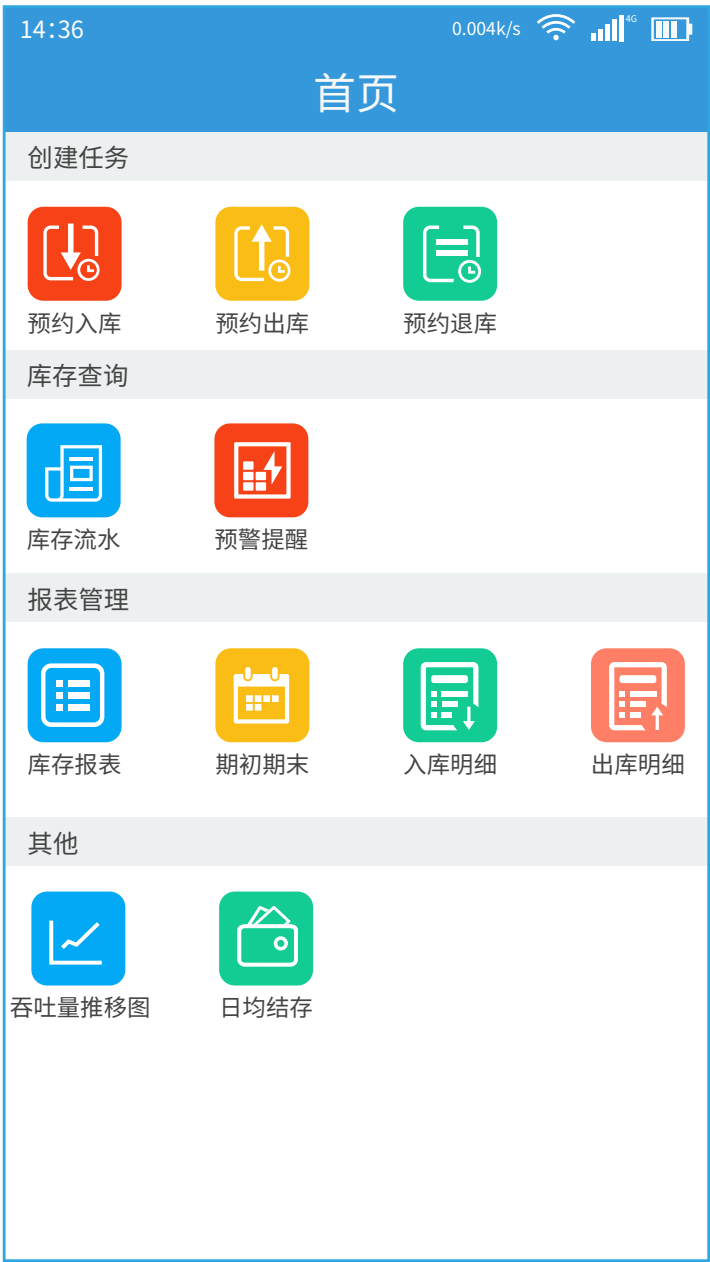 14:36 0.004k/s 4G
首页
创建任务
预约入库 预约出库 预约退库
库存查询
库存流水 预警提醒
报表管理
库存报表 期初期末 入库明细 出库明细
其他
吞吐量推移图 日均结存